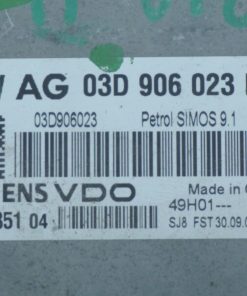 W AG 03D 906 023
03D906023 Petrol SIMOS 9.1
ENS VDO Made in
49H01---
351 04 SJ8 FST 30.09.0